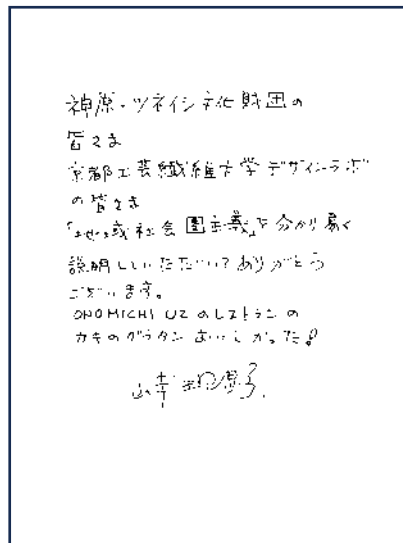 神原・ツネイシ文化財団の
皆さま
京都工芸繊維大学デザインラボ
の皆さま
「地域社会圏主義」を分かり易く
説明していただいてありがとう
ございます。
ONOMICHI U2 のレストランの
カキのグラタン おいしかった!
山本理顕